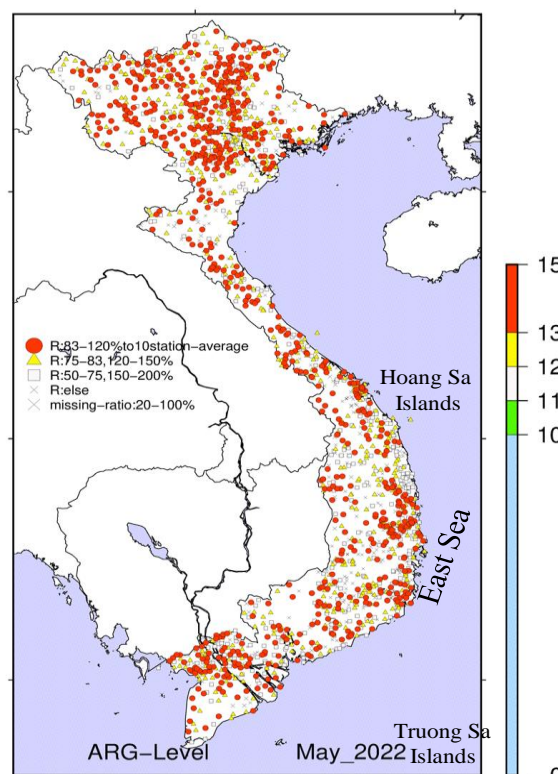 R:83-120%to10station-average
R:75-83,120-150%
R:50-75,150-200%
R:else
missing-ratio:20-100%
Hoang Sa
Islands
East Sea
Truong Sa
Islands
ARG-Level
May_2022
15
13
12
11
10